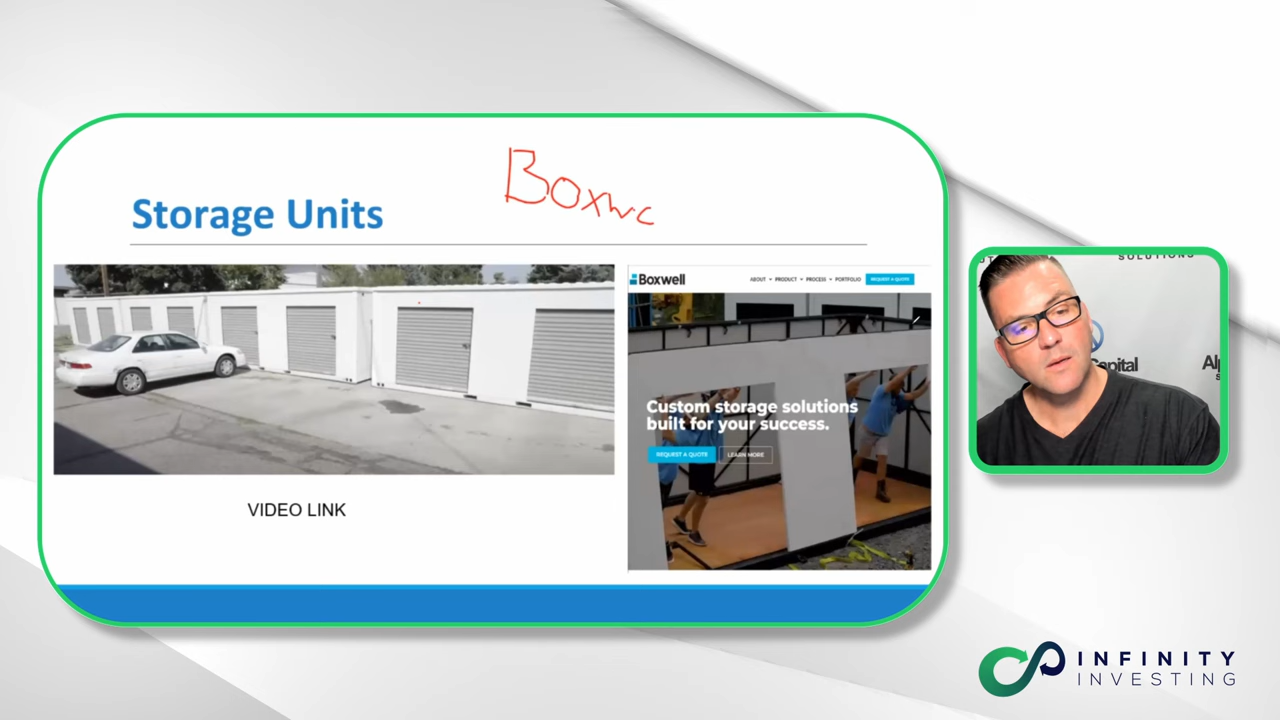 Boxwc
Storage Units
Boxwell
ABOUT PRODUCT PROCESS PORTFOLIO REQUEST A QUOTE
Custom storage solutions
built for your success.
REQUEST A QUOTE LEARN MORE
VIDEO LINK
SOLUTIONS
Capital
INFINITY
INVESTING